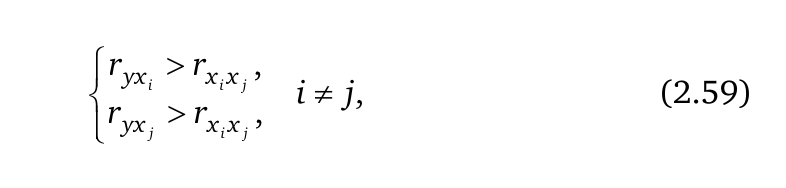 { r_{yx_i} > r_{x_i x_j},
r_{yx_j} > r_{x_i x_j}, i ≠ j, (2.59)